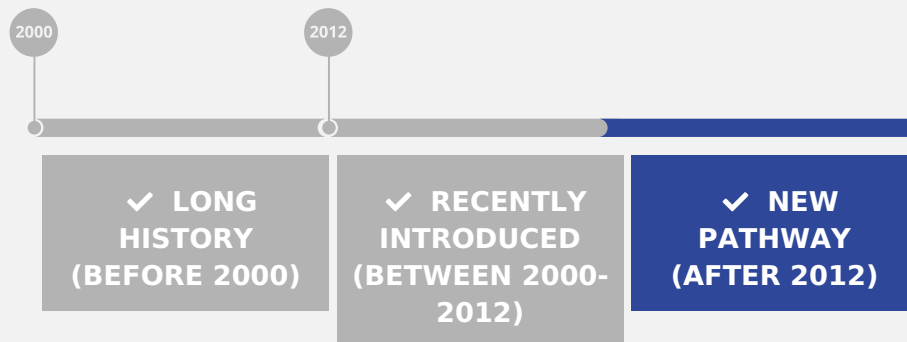 2000
2012
LONG
HISTORY
(BEFORE 2000)
RECENTLY
INTRODUCED
(BETWEEN 2000-
2012)
NEW
PATHWAY
(AFTER 2012)